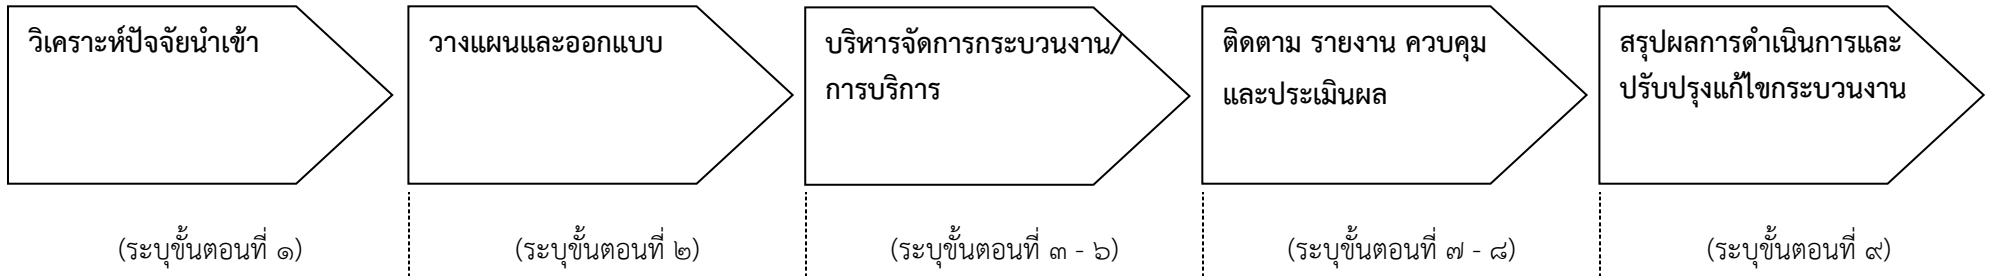 วิเคราะห์ปัจจัยนำเข้า
วางแผนและออกแบบ
บริหารจัดการกระบวนงาน/
การบริการ
ติดตาม รายงาน ควบคุม
และประเมินผล
สรุปผลการดำเนินการและ
ปรับปรุงแก้ไขกระบวนงาน
(ระบุขั้นตอนที่ ๑)
(ระบุขั้นตอนที่ ๒)
(ระบุขั้นตอนที่ ๓ - ๖)
(ระบุขั้นตอนที่ ๗ - ๘)
(ระบุขั้นตอนที่ ๙)